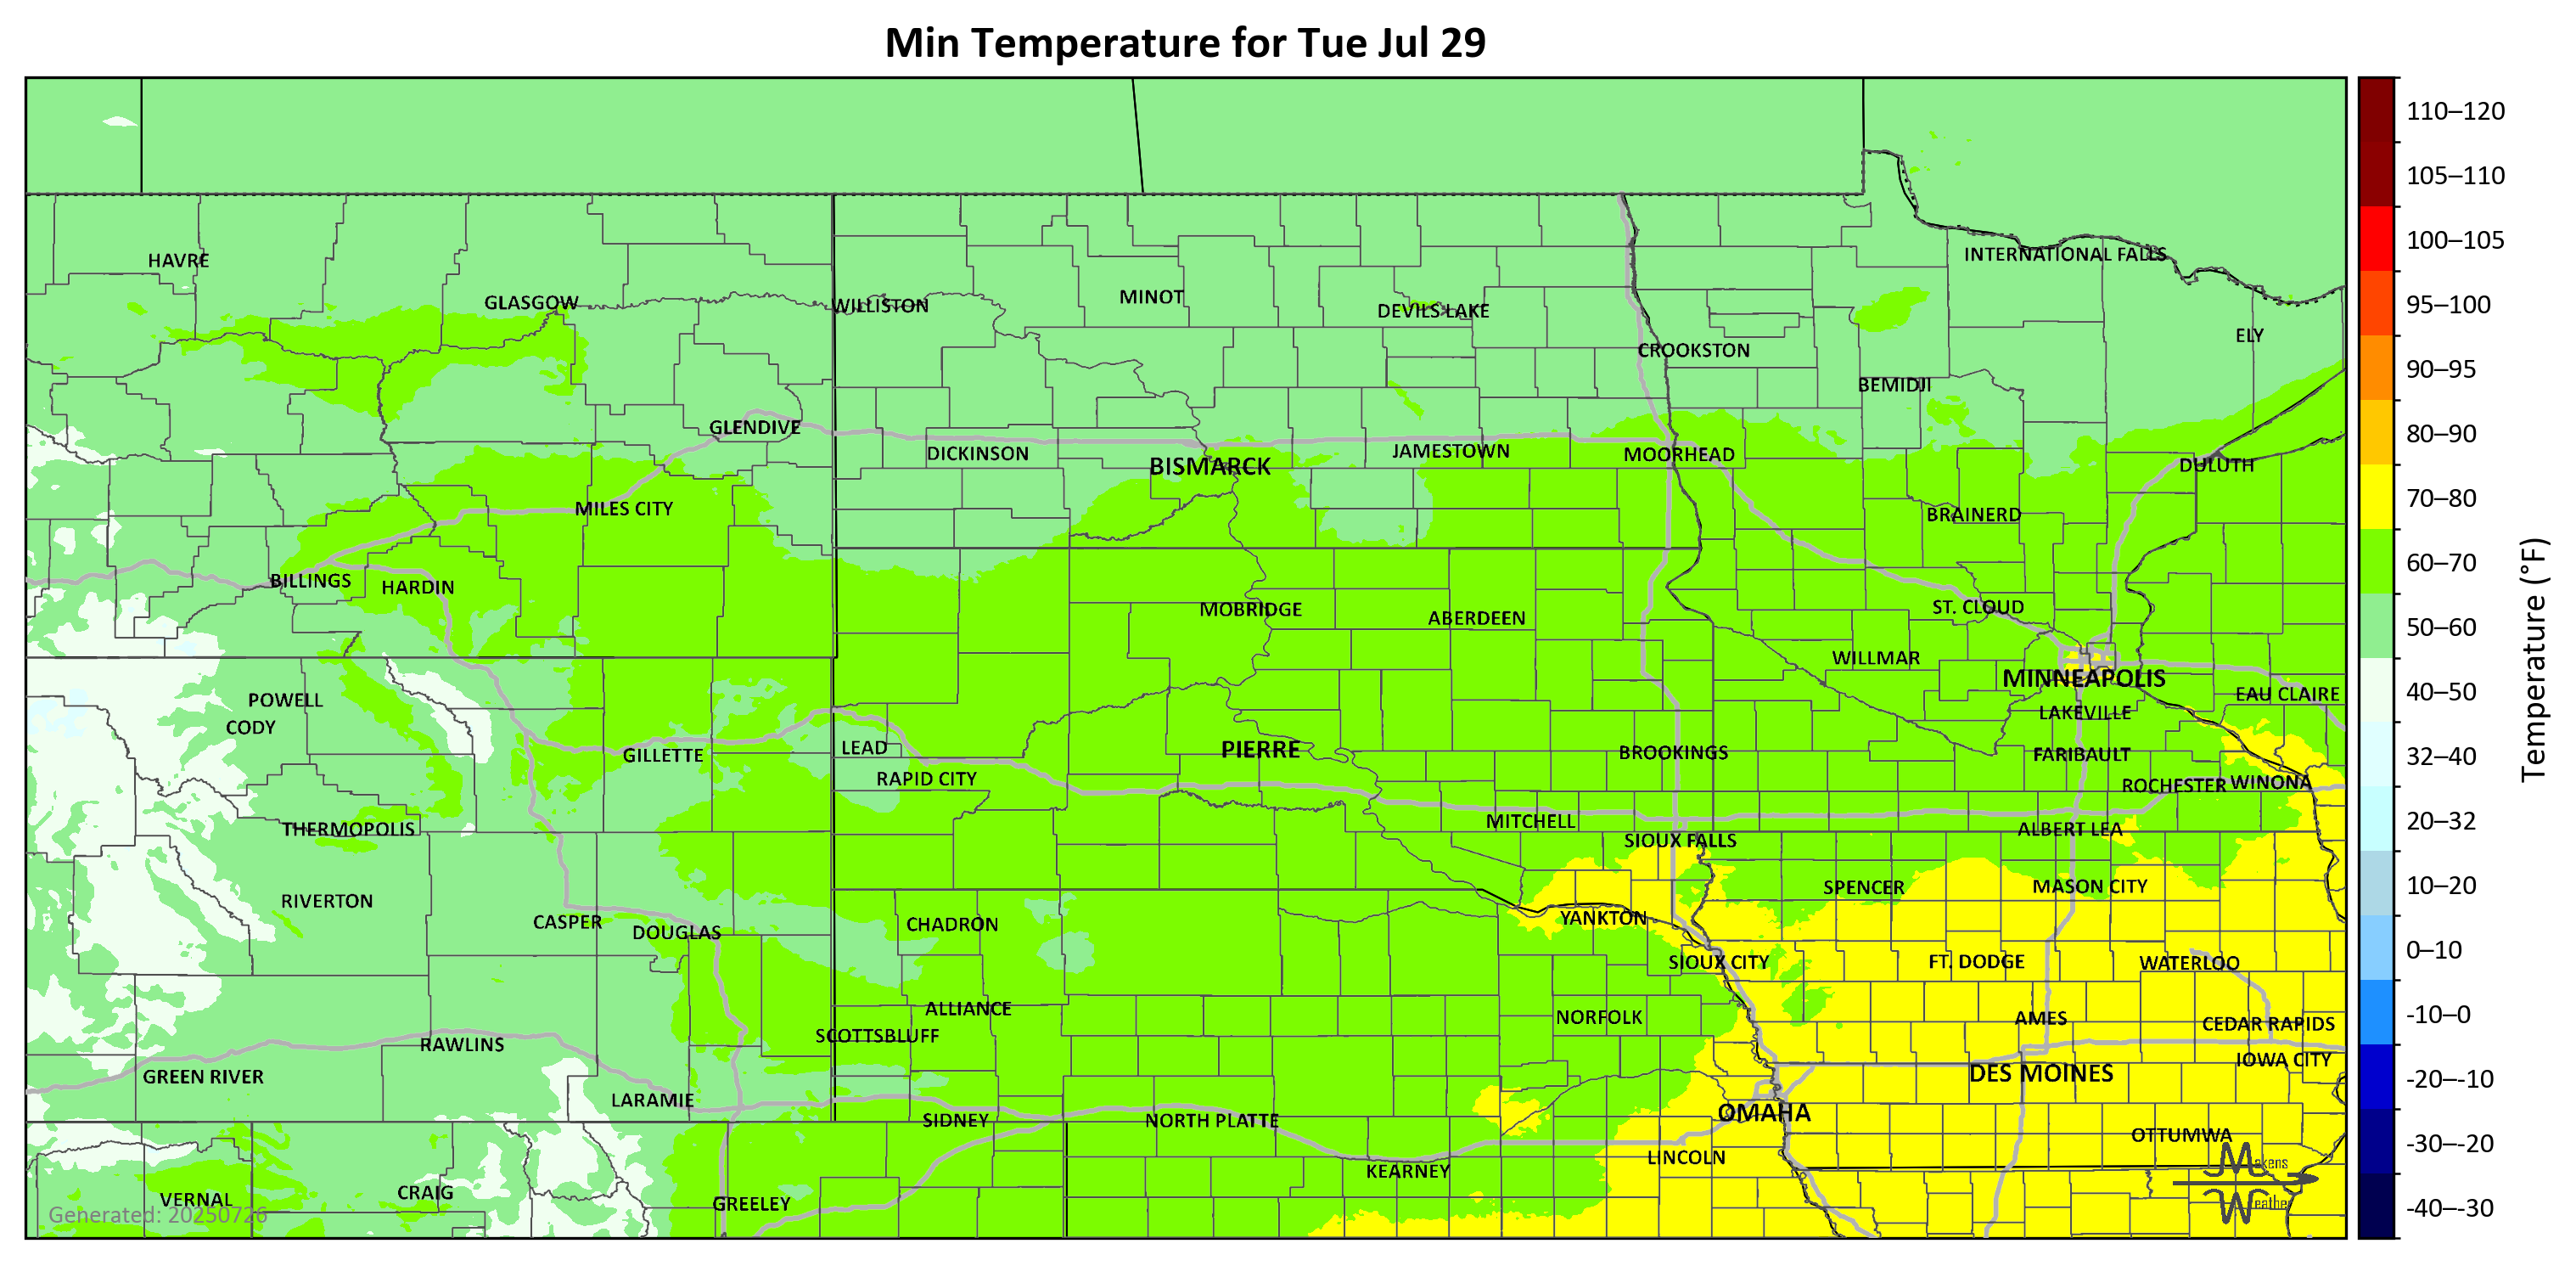 Min Temperature for Tue Jul 29
110–120
105–110
100–105
95–100
90–95
80–90
70–80
60–70
50–60
40–50
32–40
20–32
10–20
0–10
-10–0
-20–-10
-30–-20
-40–-30
Temperature (°F)
INTERNATIONAL FALLS
HAVRE
MINOT
GLASGOW
WILLISTON
DEVILS LAKE
ELY
CROOKSTON
BEMIDJI
GLENDIVE
JAMESTOWN
DICKINSON
MOORHEAD
BISMARCK
DULUTH
MILES CITY
BRAINERD
BILLINGS
HARDIN
ST. CLOUD
MOBRIDGE
ABERDEEN
WILLMAR
MINNEAPOLIS
EAU CLAIRE
POWELL
LAKEVILLE
CODY
LEAD
PIERRE
BROOKINGS
GILLETTE
FARIBAULT
RAPID CITY
ROCHESTER
WINONA
MITCHELL
THERMOPOLIS
ALBERT LEA
SIOUX FALLS
SPENCER
MASON CITY
RIVERTON
YANKTON
CASPER
CHADRON
DOUGLAS
SIOUX CITY
FT. DODGE
WATERLOO
ALLIANCE
NORFOLK
AMES
CEDAR RAPIDS
SCOTTSBLUFF
RAWLINS
IOWA CITY
GREEN RIVER
DES MOINES
LARAMIE
OMAHA
SIDNEY
NORTH PLATTE
OTTUMWA
LINCOLN
KEARNEY
Makens
Weather
CRAIG
VERNAL
GREELEY
Generated: 20250726